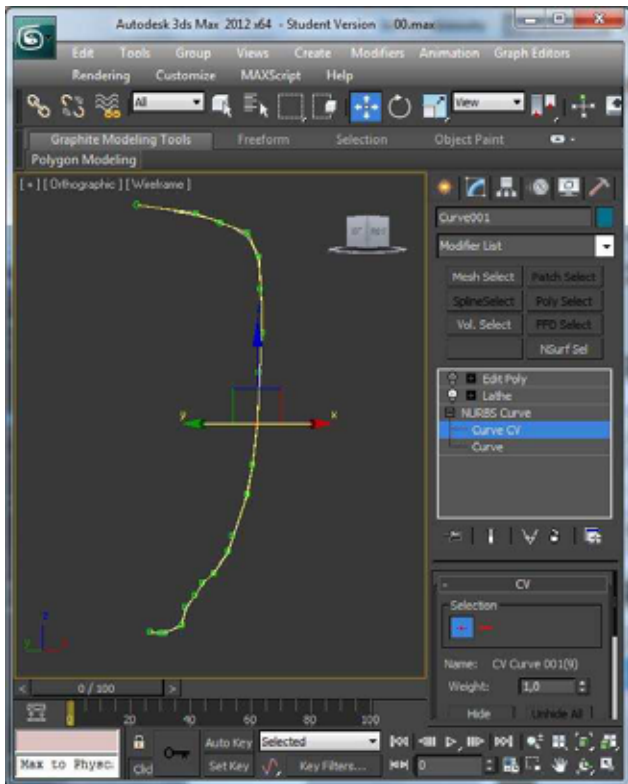 Autodesk 3ds Max 2012 x64 - Student Version 00.max
Edit Tools Group Views Create Modifiers Animation Graph Editors
Rendering Customize MAXScript Help
All View
Graphite Modeling Tools Freeform Selection Object Paint
Polygon Modeling
[ + ] [ Orthographic ] [ Wireframe ]
Curve001
Modifier List
Mesh Select Patch Select
SplineSelect Poly Select
Vol. Select FFD Select
NSurf Sel
Edit Poly
Lathe
NURBS Curve
Curve CV
Curve
y x
CV
Selection
z
Name: CV Curve 001(9)
Weight: 1,0
Hide Unhide All
< 0 / 100 >
0 20 40 60 80 100
Auto Key Selected
Max to Physc
Set Key Key Filters... 0